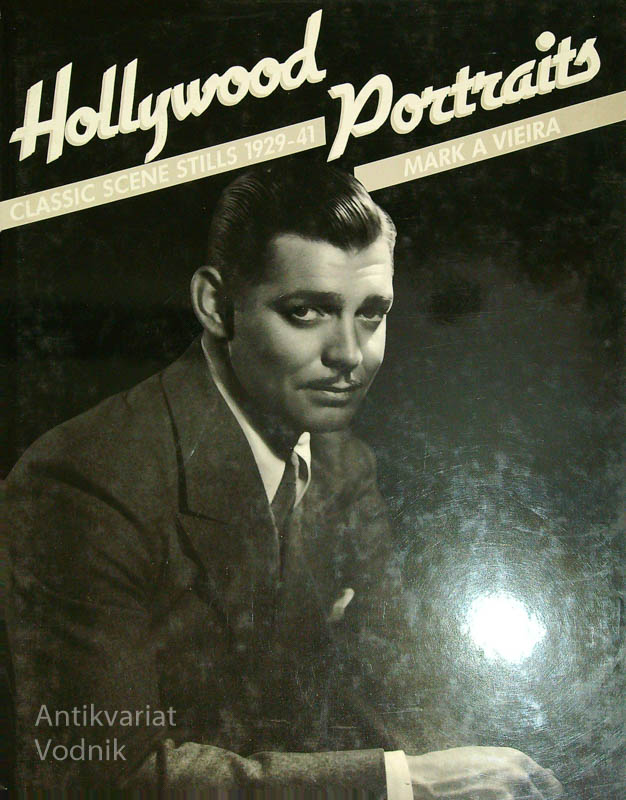 Hollywood Portraits
CLASSIC SCENE STILLS 1929-41
MARK A VIEIRA
Antikvariat
Vodnik